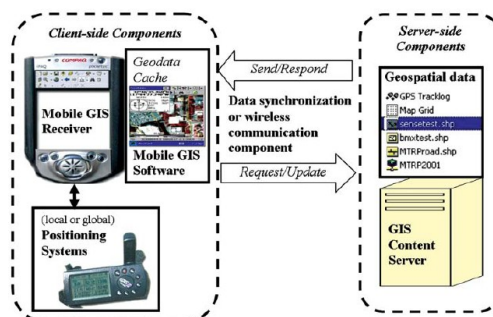 Client-side Components
Server-side
Components
COMPAQ
Geodata
Cache
Mobile GIS
Receiver
Mobile GIS
Software
(local or global)
Positioning
Systems
Send/Respond
Data synchronization
or wireless
communication
component
Request/Update
Geospatial data
GPS Tracklog
Map Grid
sensetest.shp
bmxtest.shp
MTRProad.shp
MTRP2001
GIS
Content
Server